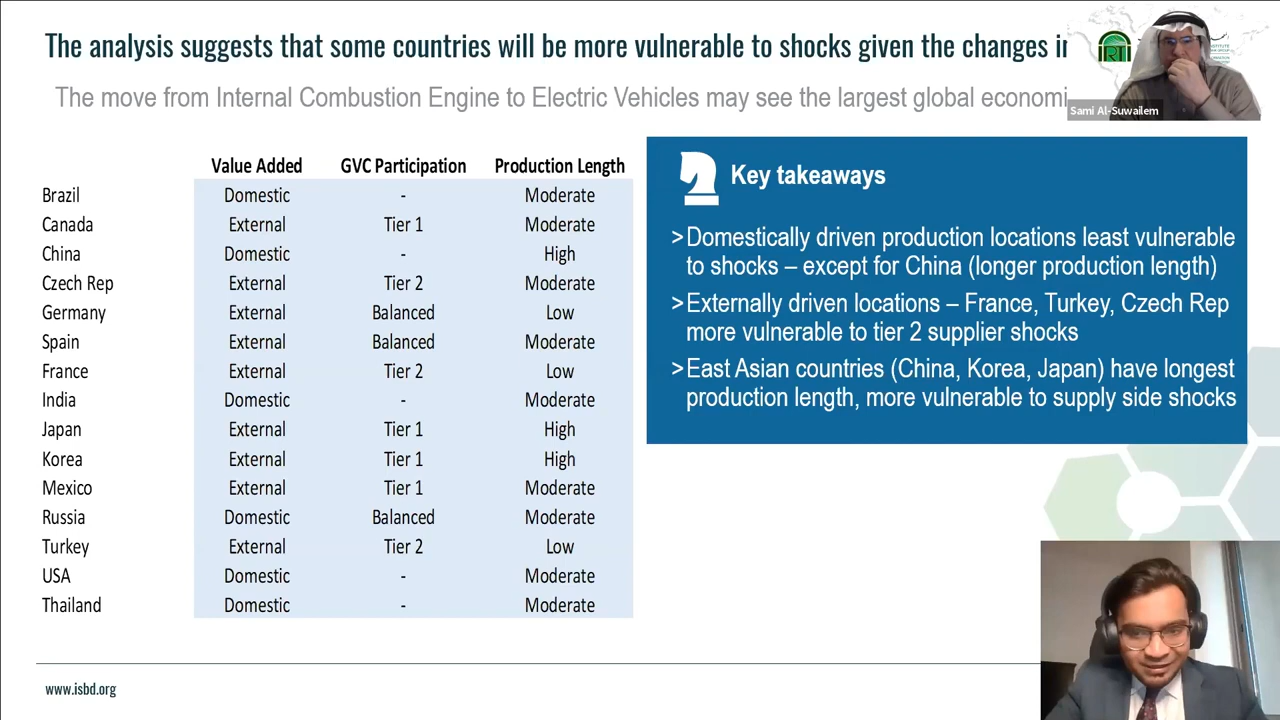 The analysis suggests that some countries will be more vulnerable to shocks given the changes in
The move from Internal Combustion Engine to Electric Vehicles may see the largest global economi
IRTI
INSTITUTE
Sami Al-Suwailem
Value Added GVC Participation Production Length
Brazil Domestic - Moderate
Canada External Tier 1 Moderate
China Domestic - High
Czech Rep External Tier 2 Moderate
Germany External Balanced Low
Spain External Balanced Moderate
France External Tier 2 Low
India Domestic - Moderate
Japan External Tier 1 High
Korea External Tier 1 High
Mexico External Tier 1 Moderate
Russia Domestic Balanced Moderate
Turkey External Tier 2 Low
USA Domestic - Moderate
Thailand Domestic - Moderate
Key takeaways
>Domestically driven production locations least vulnerable
to shocks – except for China (longer production length)
>Externally driven locations – France, Turkey, Czech Rep
more vulnerable to tier 2 supplier shocks
>East Asian countries (China, Korea, Japan) have longest
production length, more vulnerable to supply side shocks
www.isbd.org